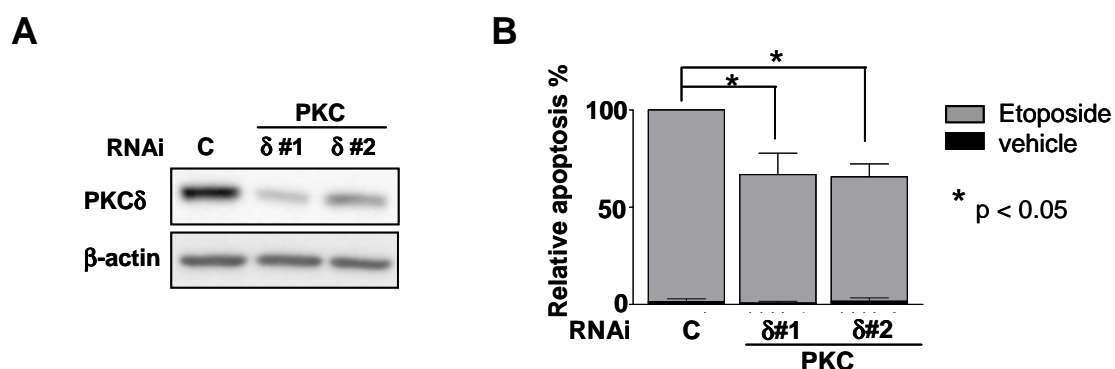 A
PKC
RNAi C δ #1 δ #2
PKCδ
β-actin
B
Relative apoptosis %
100
50
0
*
*
RNAi C δ#1 δ#2
PKC
Etoposide
vehicle
* p < 0.05